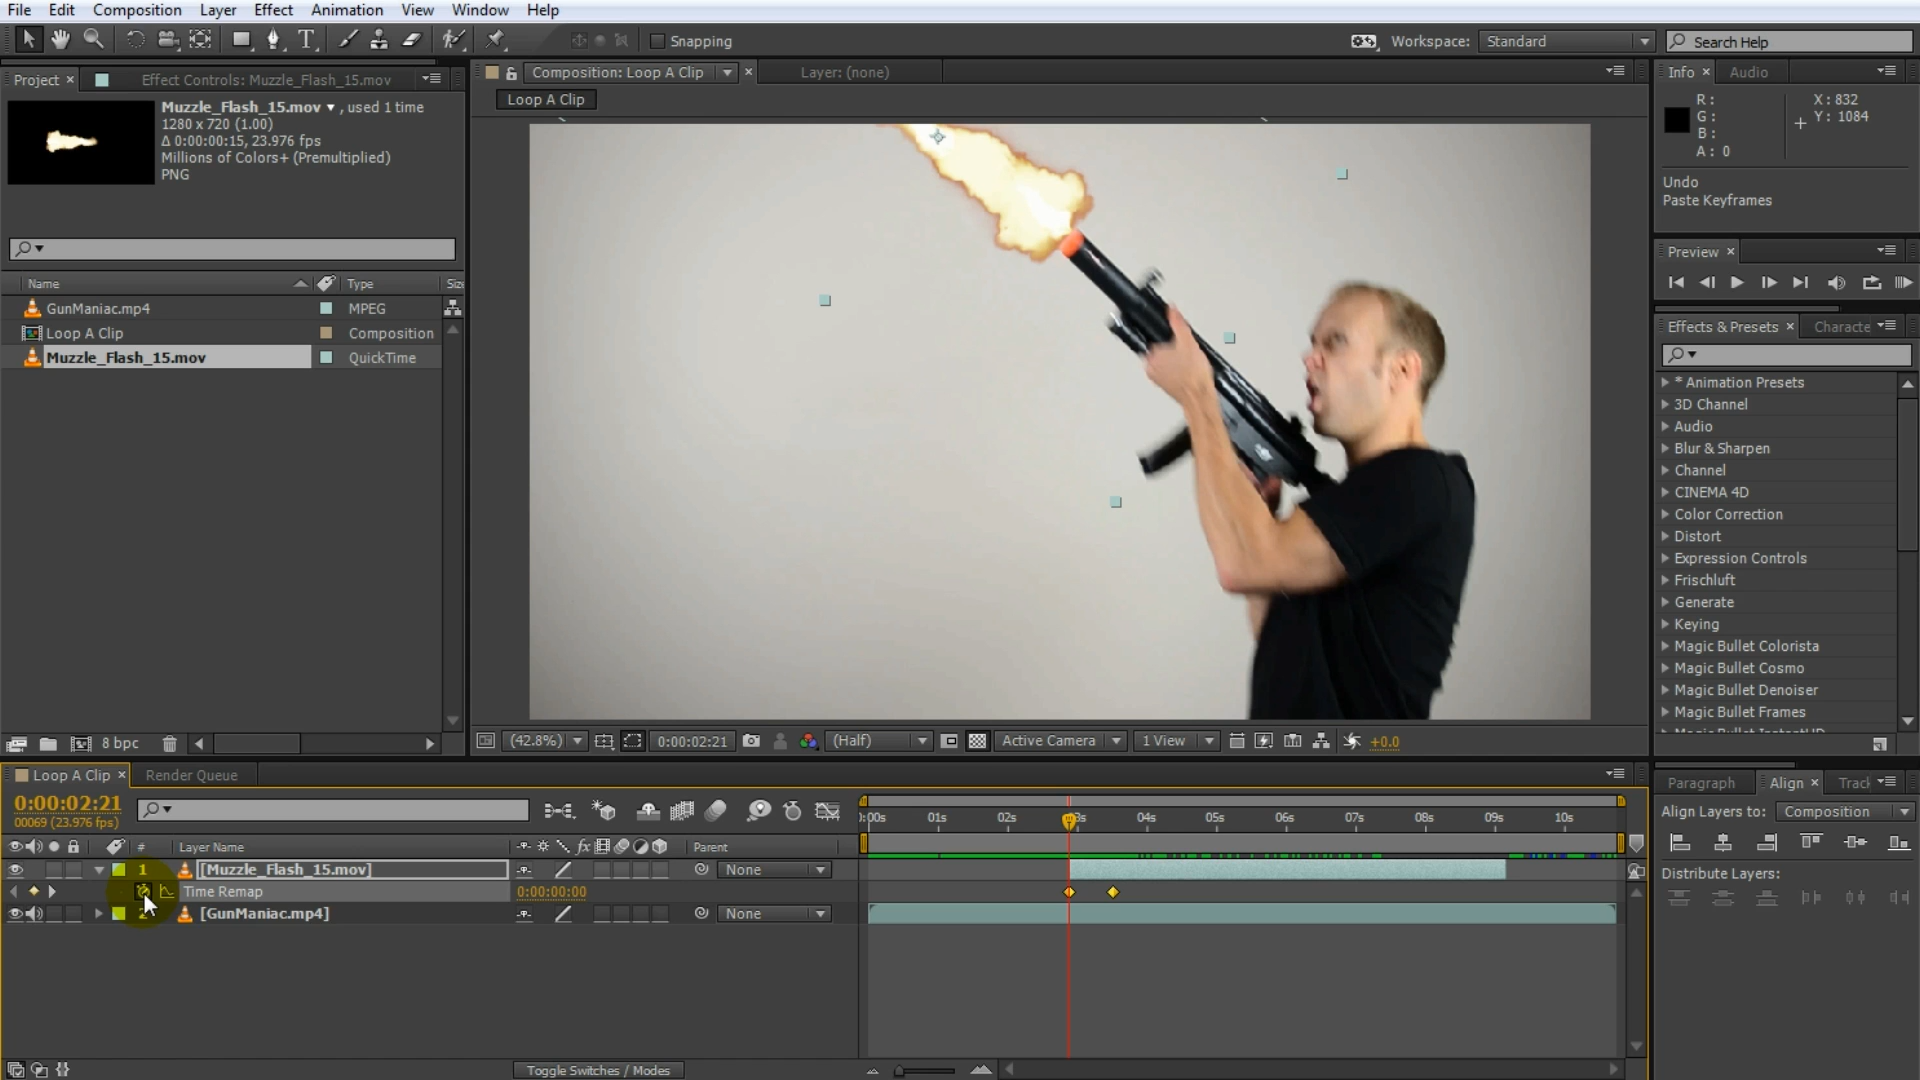 File Edit Composition Layer Effect Animation View Window Help
Snapping Workspace: Standard Search Help
Project × Effect Controls: Muzzle_Flash_15.mov
Muzzle_Flash_15.mov ▼ , used 1 time
1280 x 720 (1.00)
Δ 0:00:00:15, 23.976 fps
Millions of Colors+ (Premultiplied)
PNG
Name Type Size
GunManiac.mp4 MPEG
Loop A Clip Composition
Muzzle_Flash_15.mov QuickTime
8 bpc
Composition: Loop A Clip × Layer: (none)
Loop A Clip
(42.8%) 0:00:02:21 (Half) Active Camera 1 View +0.0
Info × Audio
R: X: 832
G: Y: 1084
B:
A: 0
Undo
Paste Keyframes
Preview ×
Effects & Presets × Characte
* Animation Presets
3D Channel
Audio
Blur & Sharpen
Channel
CINEMA 4D
Color Correction
Distort
Expression Controls
Frischluft
Generate
Keying
Magic Bullet Colorista
Magic Bullet Cosmo
Magic Bullet Denoiser
Magic Bullet Frames
Loop A Clip × Render Queue
0:00:02:21
00069 (23.976 fps)
:00s 01s 02s 04s 05s 06s 07s 08s 09s 10s
# Layer Name fx Parent
1 [Muzzle_Flash_15.mov] None
Time Remap 0:00:00:00
2 [GunManiac.mp4] None
Toggle Switches / Modes
Paragraph Align × Trac
Align Layers to: Composition
Distribute Layers: